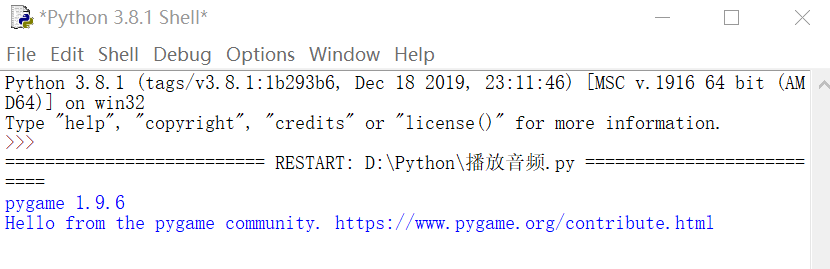 *Python 3.8.1 Shell*
File Edit Shell Debug Options Window Help
Python 3.8.1 (tags/v3.8.1:1b293b6, Dec 18 2019, 23:11:46) [MSC v.1916 64 bit (AM
D64)] on win32
Type "help", "copyright", "credits" or "license()" for more information.
>>>
========================== RESTART: D:\Python\播放音频.py ======================
====
pygame 1.9.6
Hello from the pygame community. https://www.pygame.org/contribute.html